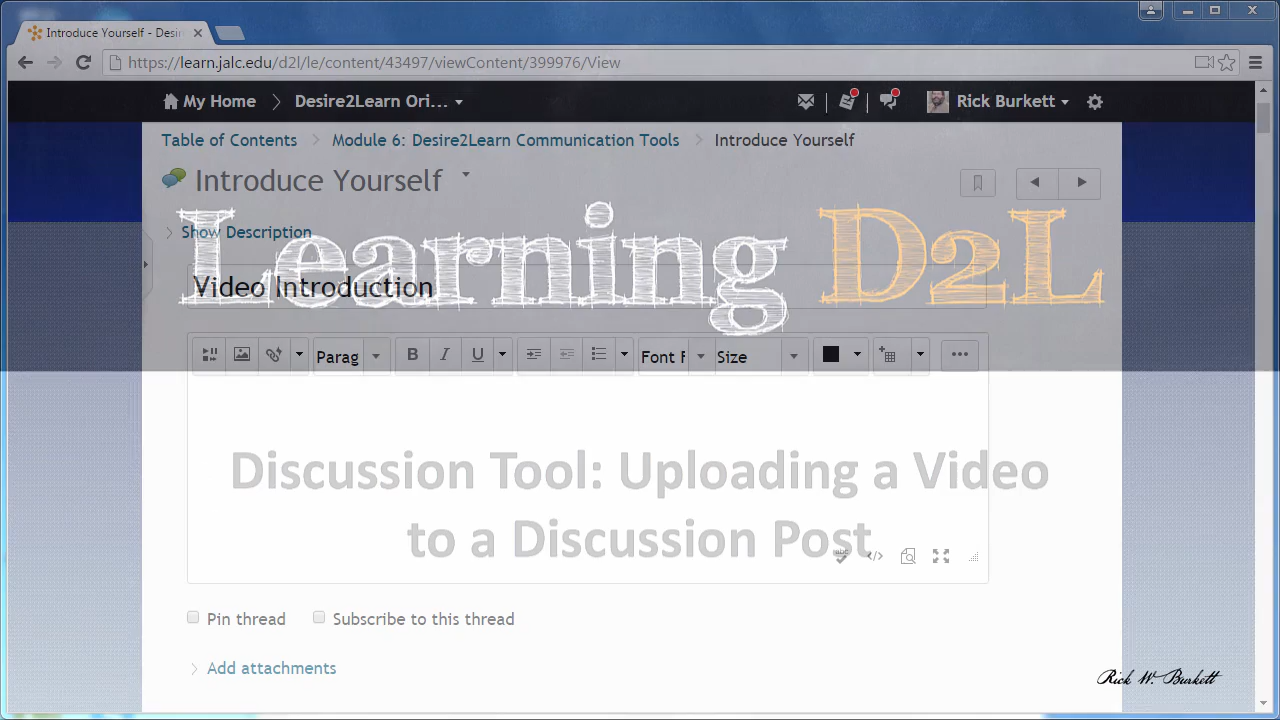 Introduce Yourself - Desir
https://learn.jalc.edu/d2l/le/content/43497/viewContent/399976/View
My Home
Desire2Learn Ori...
Rick Burkett
Table of Contents
Module 6: Desire2Learn Communication Tools
Introduce Yourself
Introduce Yourself
Show Description
Learning D2L
Video Introduction
Parag
B I U
Font F
Size
Discussion Tool: Uploading a Video
to a Discussion Post
abc
Pin thread
Subscribe to this thread
Add attachments
Rick W. Burkett